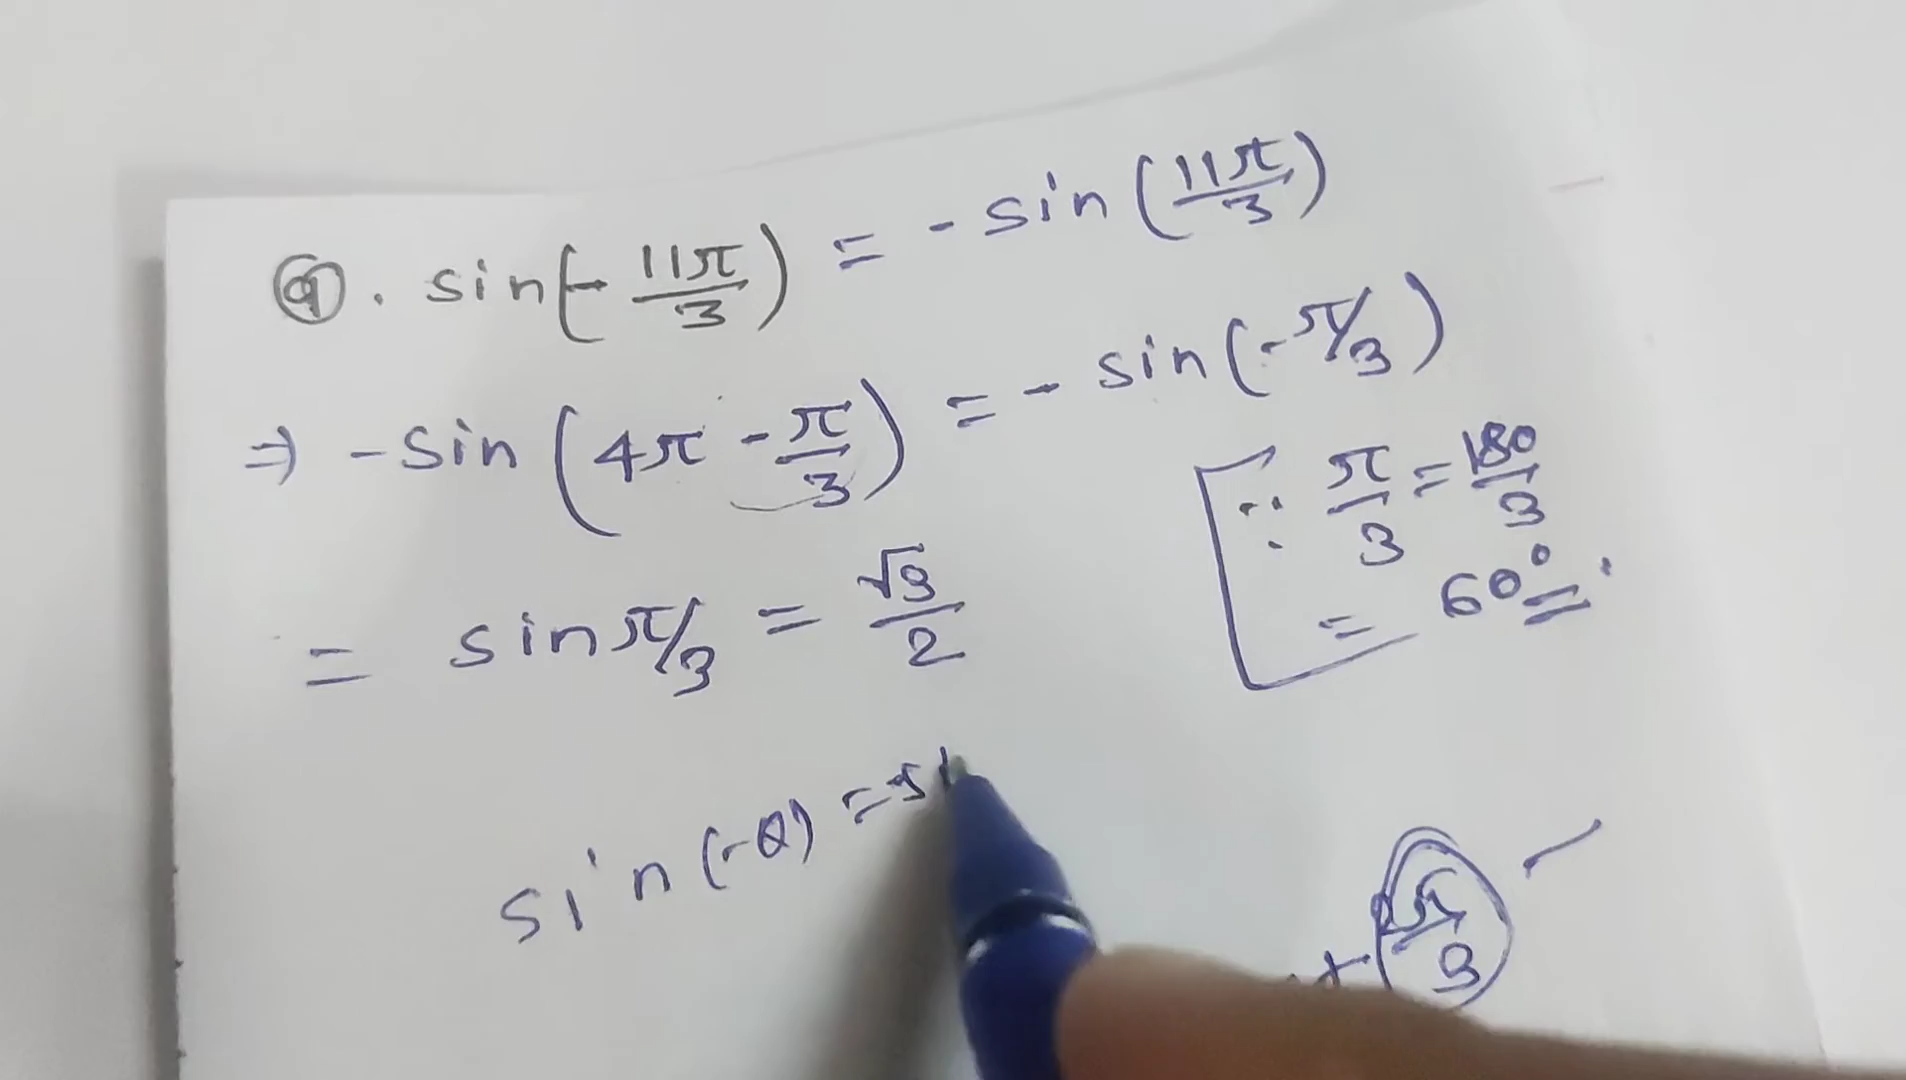 9. sin(-11π/3) = -sin(11π/3)
⇒ -sin(4π - π/3) = - sin(-π/3)
= sin π/3 = √3/2
∵ π/3 = 180/3
= 60°
sin(-θ) =
π/3